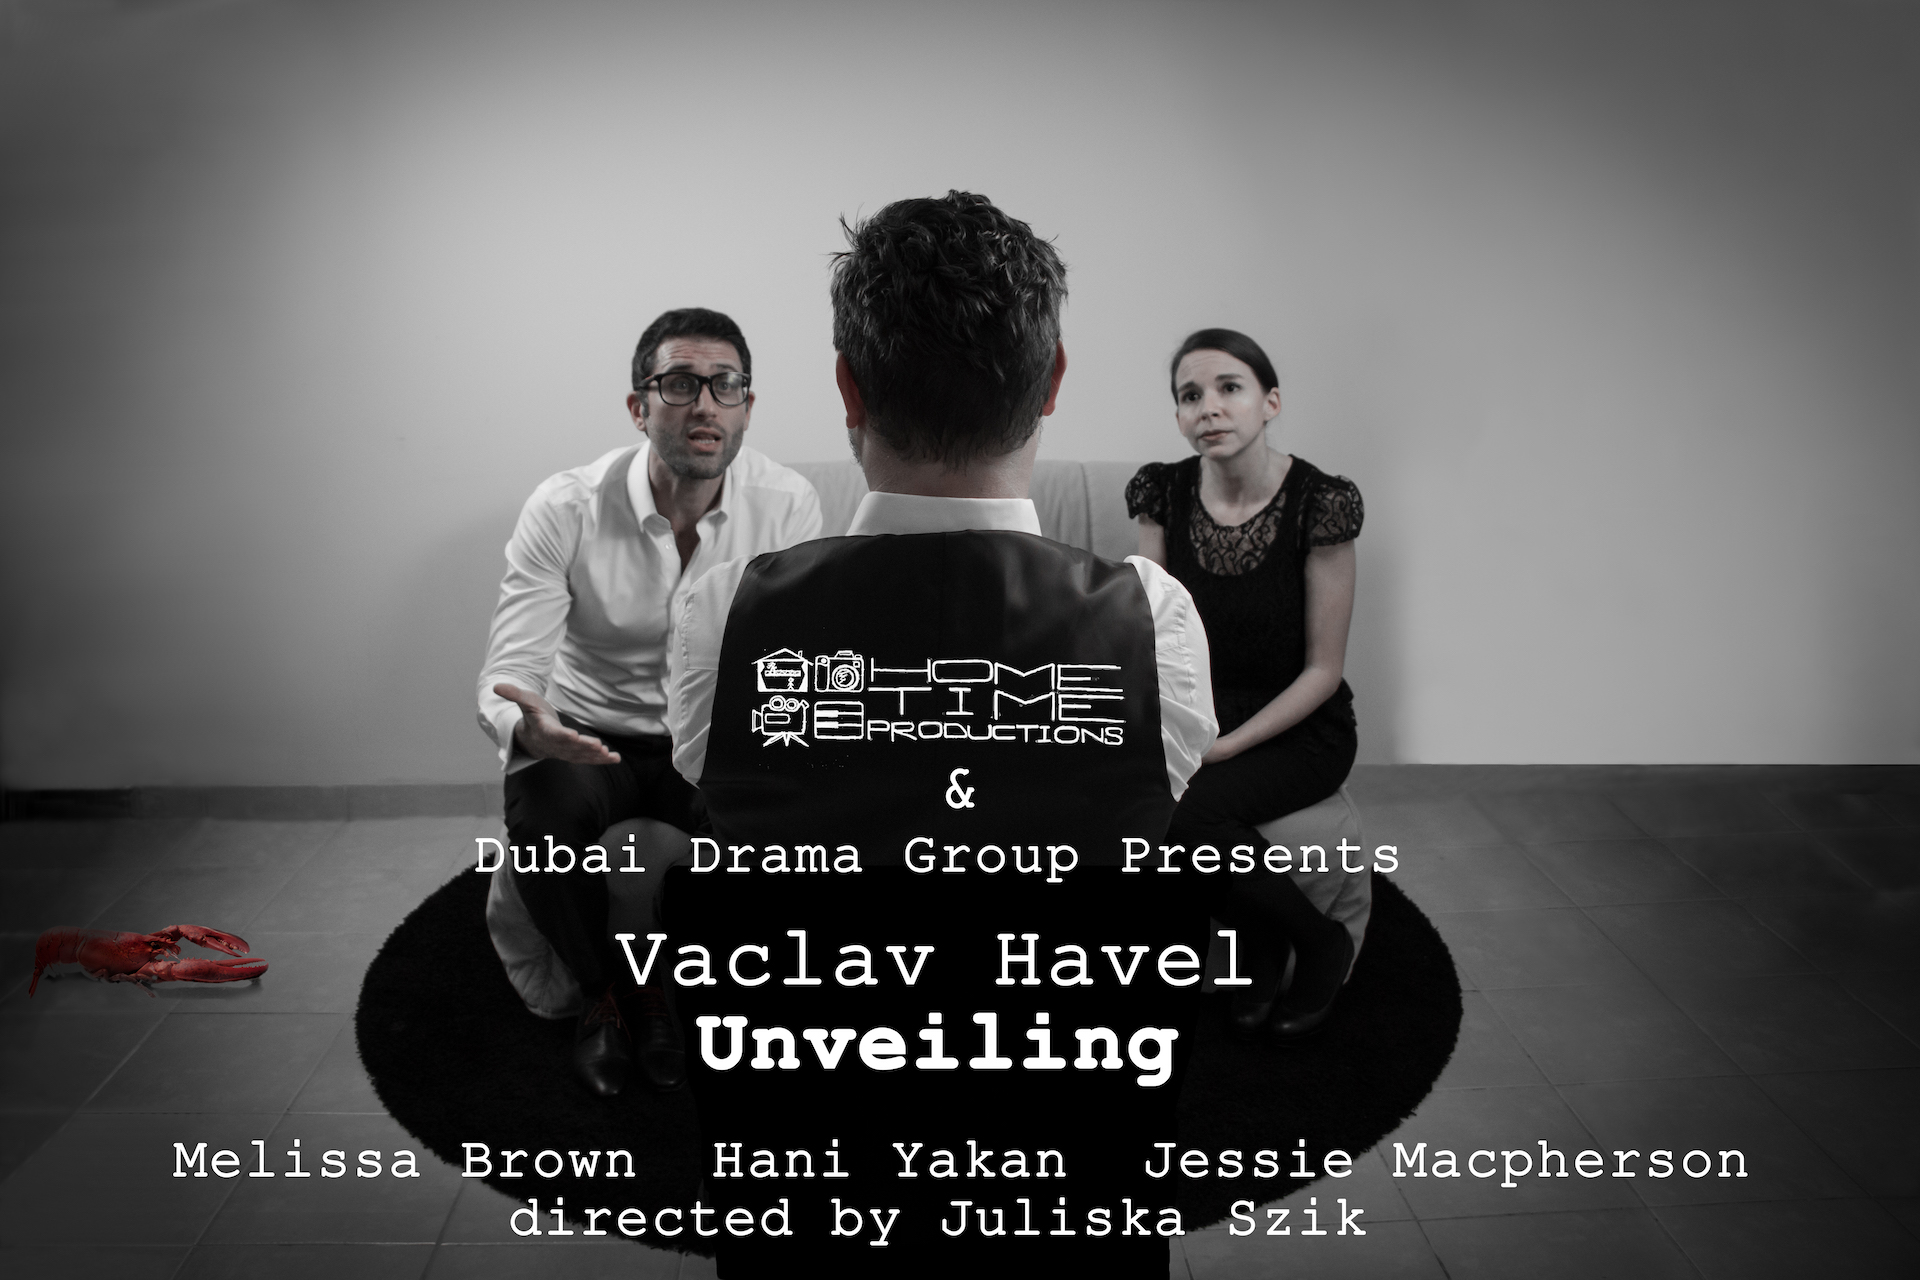 HOME
TIME
PRODUCTIONS
&
Dubai Drama Group Presents
Vaclav Havel
Unveiling
Melissa Brown Hani Yakan Jessie Macpherson
directed by Juliska Szik